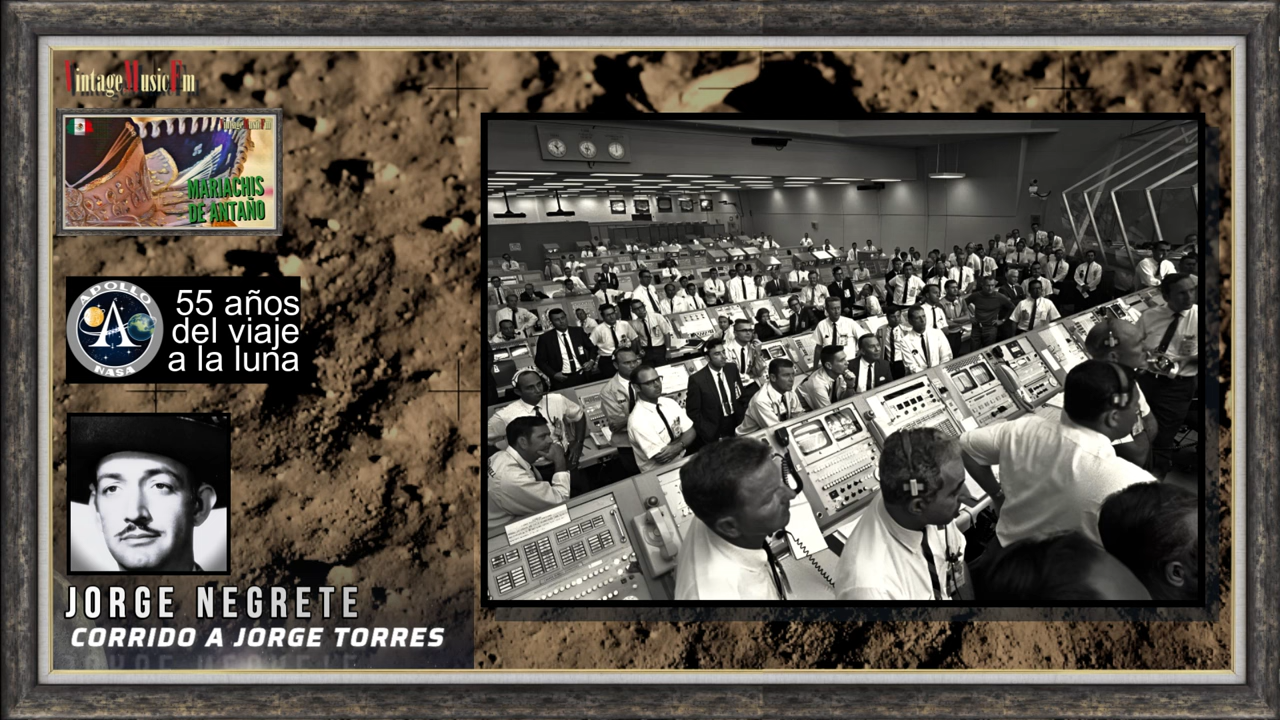 VintageMusicFm
MARIACHIS
DE ANTAÑO
APOLLO
NASA
55 años
del viaje
a la luna
JORGE NEGRETE
CORRIDO A JORGE TORRES